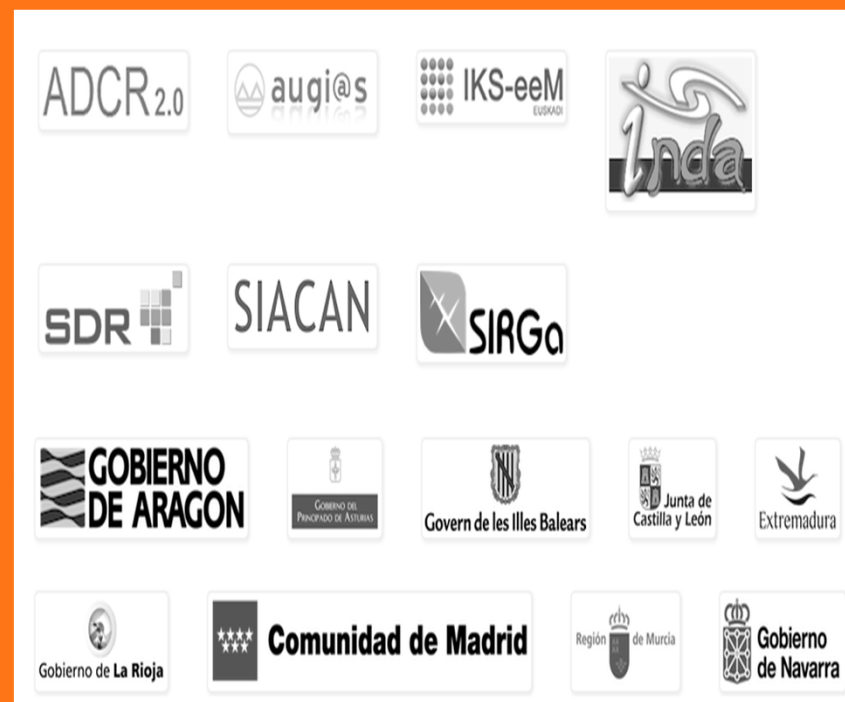 ADCR 2.0
augi@s
IKS-eeM
EUSKADI
Inda
SDR
SIACAN
SIRGa
GOBIERNO
DE ARAGON
GOBIERNO DEL
PRINCIPADO DE ASTURIAS
Govern de les Illes Balears
Junta de
Castilla y León
Extremadura
Gobierno de La Rioja
Comunidad de Madrid
Región de Murcia
Gobierno
de Navarra